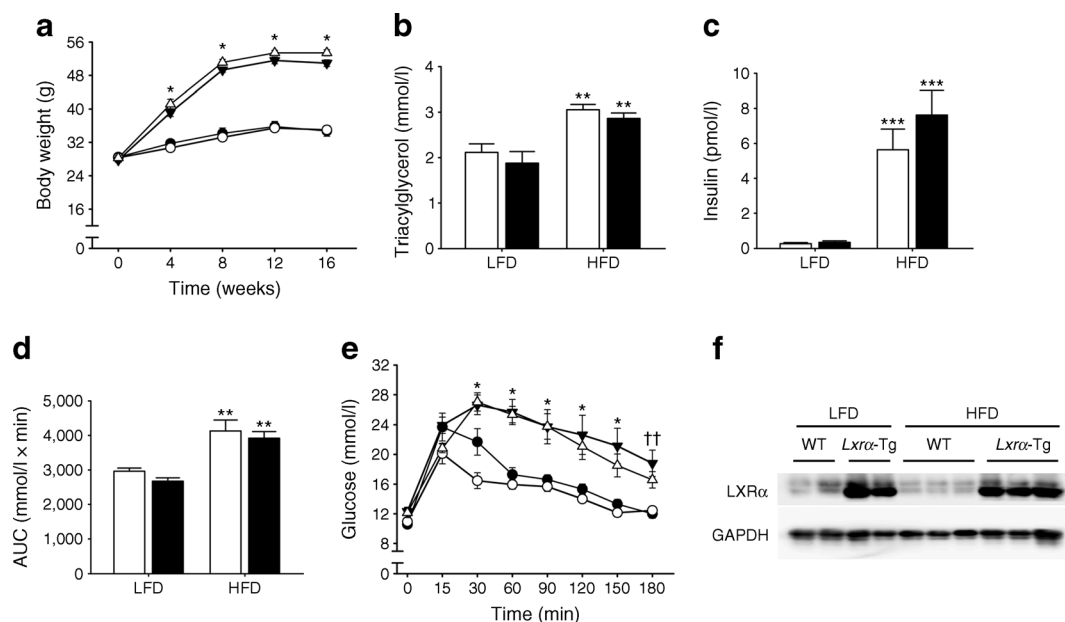 a
Body weight (g)
56
48
40
32
24
16
0
* * * * *
0 4 8 12 16
Time (weeks)
b
Triacylglycerol (mmol/l)
4
3
2
1
0
** **
LFD HFD
c
Insulin (pmol/l)
10
8
6
4
2
0
*** ***
LFD HFD
d
AUC (mmol/l × min)
5,000
4,000
3,000
2,000
1,000
0
** **
LFD HFD
e
Glucose (mmol/l)
32
28
24
20
16
12
8
0
* * * * * ††
0 15 30 60 90 120 150 180
Time (min)
f
LFD HFD
WT Lxrα-Tg WT Lxrα-Tg
LXRα
GAPDH